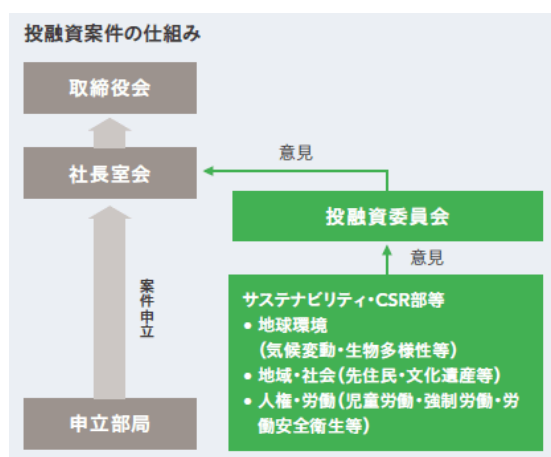 投融資案件の仕組み
取締役会
社長室会
意見
投融資委員会
意見
案件申立
サステナビリティ・CSR部等
• 地球環境
(気候変動・生物多様性等)
• 地域・社会(先住民・文化遺産等)
• 人権・労働(児童労働・強制労働・労
働安全衛生等)
申立部局